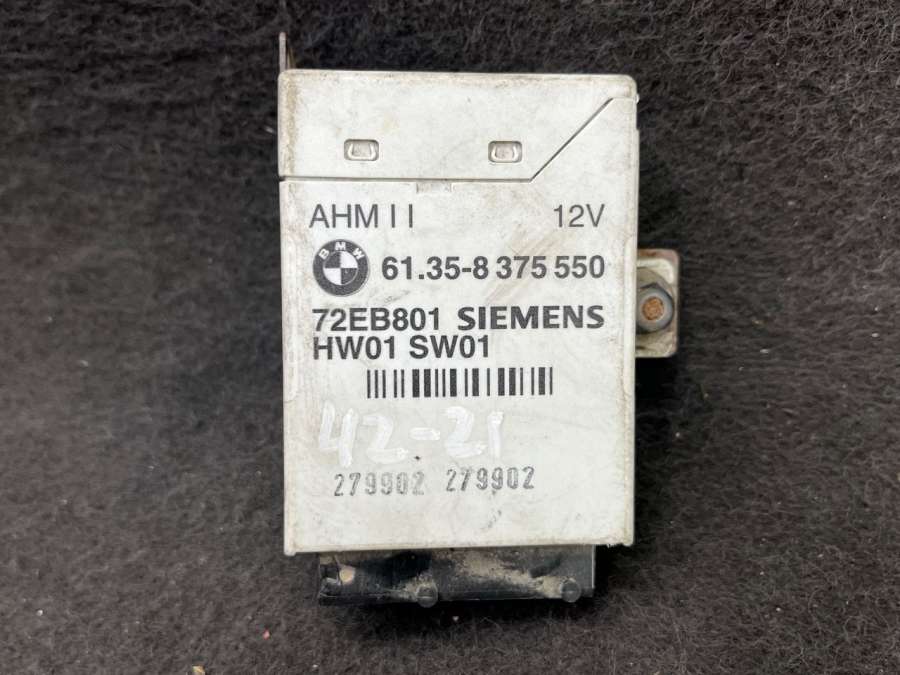 AHM II 12V
BMW 61.35-8 375 550
72EB801 SIEMENS
HW01 SW01
42-21
279902 279902